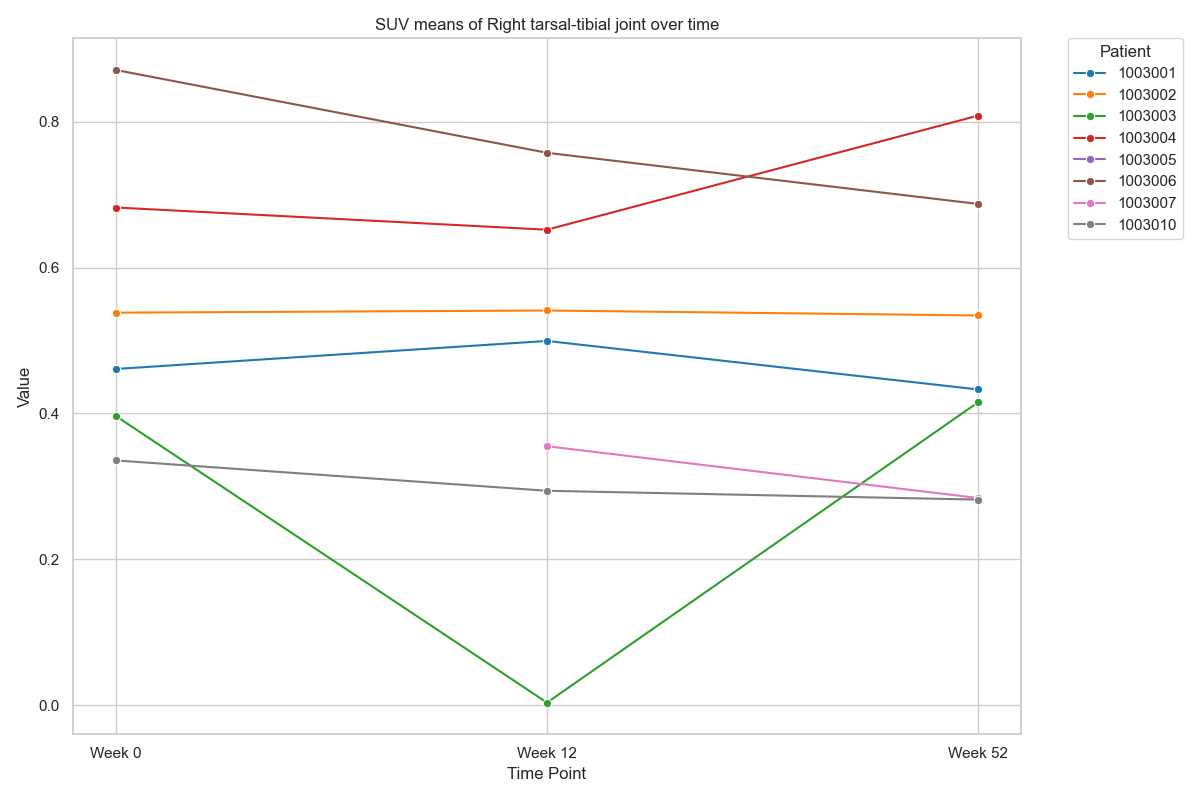 SUV means of Right tarsal-tibial joint over time
Patient
1003001
1003002
1003003
1003004
1003005
1003006
1003007
1003010
Value
0.8
0.6
0.4
0.2
0.0
Week 0
Week 12
Week 52
Time Point